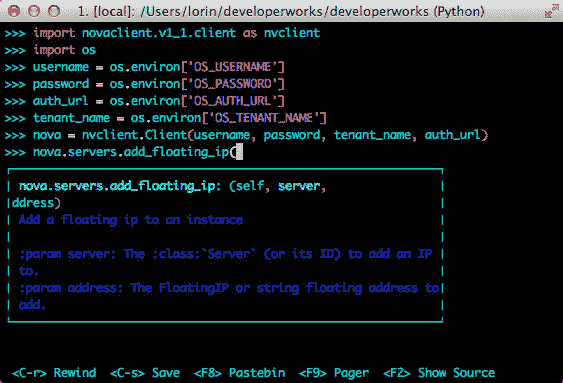 1. [local]: /Users/lorin/developerworks/developerworks (Python)
>>> import novaclient.v1_1.client as nvclient
>>> import os
>>> username = os.environ['OS_USERNAME']
>>> password = os.environ['OS_PASSWORD']
>>> auth_url = os.environ['OS_AUTH_URL']
>>> tenant_name = os.environ['OS_TENANT_NAME']
>>> nova = nvclient.Client(username, password, tenant_name, auth_url)
>>> nova.servers.add_floating_ip(
nova.servers.add_floating_ip: (self, server,
ddress)
Add a floating ip to an instance
:param server: The :class:`Server` (or its ID) to add an IP
to.
:param address: The FloatingIP or string floating address to
add.
<C-r> Rewind <C-s> Save <F8> Pastebin <F9> Pager <F2> Show Source